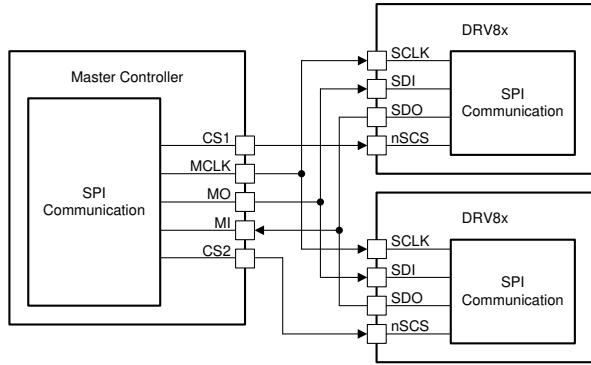 Master Controller
SPI
Communication
CS1
MCLK
MO
MI
CS2
DRV8x
SCLK
SDI
SDO
nSCS
SPI
Communication
DRV8x
SCLK
SDI
SDO
nSCS
SPI
Communication